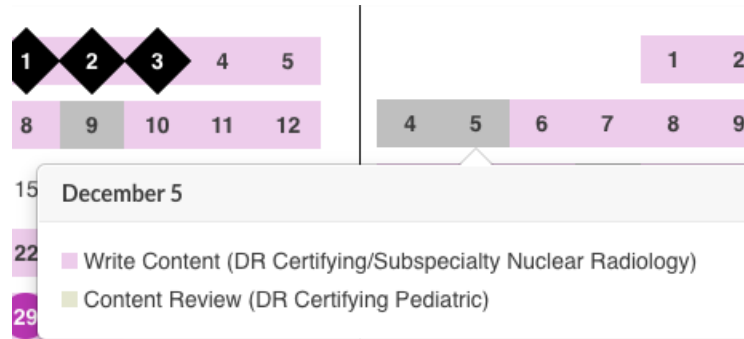 1 2 3 4 5
1 2
8 9 10 11 12
4 5 6 7 8 9
15
December 5
22
Write Content (DR Certifying/Subspecialty Nuclear Radiology)
Content Review (DR Certifying Pediatric)
29